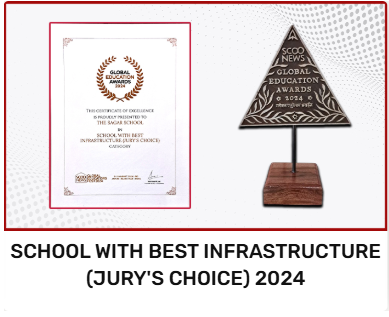 GLOBAL
EDUCATION
AWARDS
2024
THIS CERTIFICATE OF EXCELLENCE
IS PROUDLY PRESENTED TO
THE SAGAR SCHOOL
IN
SCHOOL WITH BEST
INFRASTRUCTURE (JURY'S CHOICE)
CATEGORY
SCOO
NEWS
GLOBAL
EDUCATION
AWARDS
2024
SCHOOL WITH BEST INFRASTRUCTURE
(JURY'S CHOICE) 2024